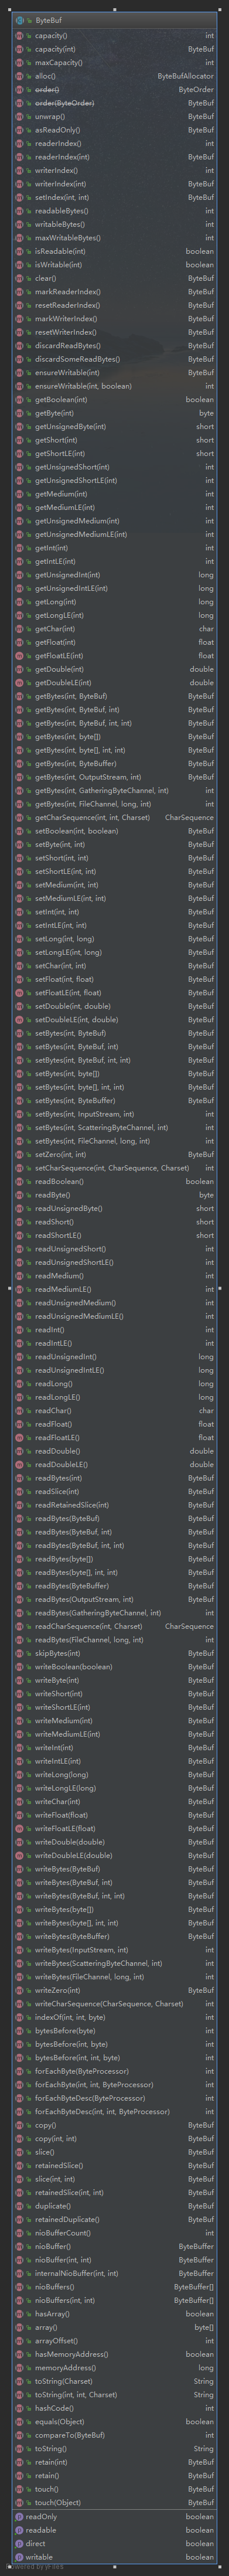 ByteBuf
capacity() int
capacity(int) ByteBuf
maxCapacity() int
alloc() ByteBufAllocator
order() ByteOrder
order(ByteOrder) ByteBuf
unwrap() ByteBuf
asReadOnly() ByteBuf
readerIndex() int
readerIndex(int) ByteBuf
writerIndex() int
writerIndex(int) ByteBuf
setIndex(int, int) ByteBuf
readableBytes() int
writableBytes() int
maxWritableBytes() int
isReadable(int) boolean
isWritable(int) boolean
clear() ByteBuf
markReaderIndex() ByteBuf
resetReaderIndex() ByteBuf
markWriterIndex() ByteBuf
resetWriterIndex() ByteBuf
discardReadBytes() ByteBuf
discardSomeReadBytes() ByteBuf
ensureWritable(int) ByteBuf
ensureWritable(int, boolean) int
getBoolean(int) boolean
getByte(int) byte
getUnsignedByte(int) short
getShort(int) short
getShortLE(int) short
getUnsignedShort(int) int
getUnsignedShortLE(int) int
getMedium(int) int
getMediumLE(int) int
getUnsignedMedium(int) int
getUnsignedMediumLE(int) int
getInt(int) int
getIntLE(int) int
getUnsignedInt(int) long
getUnsignedIntLE(int) long
getLong(int) long
getLongLE(int) long
getChar(int) char
getFloat(int) float
getFloatLE(int) float
getDouble(int) double
getDoubleLE(int) double
getBytes(int, ByteBuf) ByteBuf
getBytes(int, ByteBuf, int) ByteBuf
getBytes(int, ByteBuf, int, int) ByteBuf
getBytes(int, byte[]) ByteBuf
getBytes(int, byte[], int, int) ByteBuf
getBytes(int, ByteBuffer) ByteBuf
getBytes(int, OutputStream, int) ByteBuf
getBytes(int, GatheringByteChannel, int) int
getBytes(int, FileChannel, long, int) int
getCharSequence(int, int, Charset) CharSequence
setBoolean(int, boolean) ByteBuf
setByte(int, int) ByteBuf
setShort(int, int) ByteBuf
setShortLE(int, int) ByteBuf
setMedium(int, int) ByteBuf
setMediumLE(int, int) ByteBuf
setInt(int, int) ByteBuf
setIntLE(int, int) ByteBuf
setLong(int, long) ByteBuf
setLongLE(int, long) ByteBuf
setChar(int, int) ByteBuf
setFloat(int, float) ByteBuf
setFloatLE(int, float) ByteBuf
setDouble(int, double) ByteBuf
setDoubleLE(int, double) ByteBuf
setBytes(int, ByteBuf) ByteBuf
setBytes(int, ByteBuf, int) ByteBuf
setBytes(int, ByteBuf, int, int) ByteBuf
setBytes(int, byte[]) ByteBuf
setBytes(int, byte[], int, int) ByteBuf
setBytes(int, ByteBuffer) ByteBuf
setBytes(int, InputStream, int) int
setBytes(int, ScatteringByteChannel, int) int
setBytes(int, FileChannel, long, int) int
setZero(int, int) ByteBuf
setCharSequence(int, CharSequence, Charset) int
readBoolean() boolean
readByte() byte
readUnsignedByte() short
readShort() short
readShortLE() short
readUnsignedShort() int
readUnsignedShortLE() int
readMedium() int
readMediumLE() int
readUnsignedMedium() int
readUnsignedMediumLE() int
readInt() int
readIntLE() int
readUnsignedInt() long
readUnsignedIntLE() long
readLong() long
readLongLE() long
readChar() char
readFloat() float
readFloatLE() float
readDouble() double
readDoubleLE() double
readBytes(int) ByteBuf
readSlice(int) ByteBuf
readRetainedSlice(int) ByteBuf
readBytes(ByteBuf) ByteBuf
readBytes(ByteBuf, int) ByteBuf
readBytes(ByteBuf, int, int) ByteBuf
readBytes(byte[]) ByteBuf
readBytes(byte[], int, int) ByteBuf
readBytes(ByteBuffer) ByteBuf
readBytes(OutputStream, int) ByteBuf
readBytes(GatheringByteChannel, int) int
readCharSequence(int, Charset) CharSequence
readBytes(FileChannel, long, int) int
skipBytes(int) ByteBuf
writeBoolean(boolean) ByteBuf
writeByte(int) ByteBuf
writeShort(int) ByteBuf
writeShortLE(int) ByteBuf
writeMedium(int) ByteBuf
writeMediumLE(int) ByteBuf
writeInt(int) ByteBuf
writeIntLE(int) ByteBuf
writeLong(long) ByteBuf
writeLongLE(long) ByteBuf
writeChar(int) ByteBuf
writeFloat(float) ByteBuf
writeFloatLE(float) ByteBuf
writeDouble(double) ByteBuf
writeDoubleLE(double) ByteBuf
writeBytes(ByteBuf) ByteBuf
writeBytes(ByteBuf, int) ByteBuf
writeBytes(ByteBuf, int, int) ByteBuf
writeBytes(byte[]) ByteBuf
writeBytes(byte[], int, int) ByteBuf
writeBytes(ByteBuffer) ByteBuf
writeBytes(InputStream, int) int
writeBytes(ScatteringByteChannel, int) int
writeBytes(FileChannel, long, int) int
writeZero(int) ByteBuf
writeCharSequence(CharSequence, Charset) int
indexOf(int, int, byte) int
bytesBefore(byte) int
bytesBefore(int, byte) int
bytesBefore(int, int, byte) int
forEachByte(ByteProcessor) int
forEachByte(int, int, ByteProcessor) int
forEachByteDesc(ByteProcessor) int
forEachByteDesc(int, int, ByteProcessor) int
copy() ByteBuf
copy(int, int) ByteBuf
slice() ByteBuf
retainedSlice() ByteBuf
slice(int, int) ByteBuf
retainedSlice(int, int) ByteBuf
duplicate() ByteBuf
retainedDuplicate() ByteBuf
nioBufferCount() int
nioBuffer() ByteBuffer
nioBuffer(int, int) ByteBuffer
internalNioBuffer(int, int) ByteBuffer
nioBuffers() ByteBuffer[]
nioBuffers(int, int) ByteBuffer[]
hasArray() boolean
array() byte[]
arrayOffset() int
hasMemoryAddress() boolean
memoryAddress() long
toString(Charset) String
toString(int, int, Charset) String
hashCode() int
equals(Object) boolean
compareTo(ByteBuf) int
toString() String
retain(int) ByteBuf
retain() ByteBuf
touch() ByteBuf
touch(Object) ByteBuf
readOnly boolean
readable boolean
direct boolean
writable boolean
Powered by yFiles